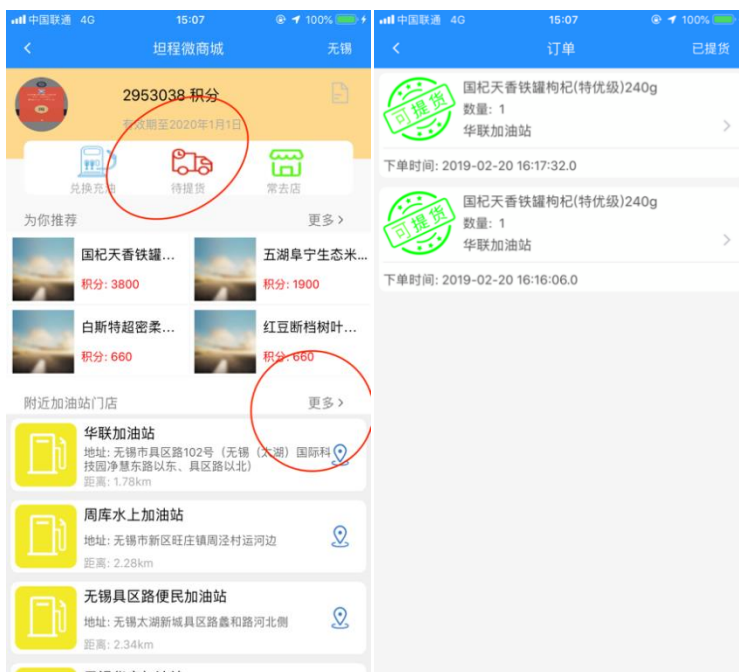 中国联通 4G 15:07 100%
坦程微商城 无锡
2953038 积分
有效期至2020年1月1日
兑换充油 待提货 常去店
为你推荐 更多
国杞天香铁罐... 五湖阜宁生态米...
积分: 3800 积分: 1900
白斯特超密柔... 红豆断档树叶...
积分: 660 积分: 660
附近加油站门店 更多
华联加油站
地址: 无锡市具区路102号（无锡（太湖）国际科
技园净慧东路以东、具区路以北）
距离: 1.78km
周库水上加油站
地址: 无锡市新区旺庄镇周泾村运河边
距离: 2.28km
无锡具区路便民加油站
地址: 无锡太湖新城具区路蠡和路河北侧
距离: 2.34km
中国联通 4G 15:07 100%
订单 已提货
可提货
国杞天香铁罐枸杞(特优级)240g
数量: 1
华联加油站
下单时间: 2019-02-20 16:17:32.0
可提货
国杞天香铁罐枸杞(特优级)240g
数量: 1
华联加油站
下单时间: 2019-02-20 16:16:06.0